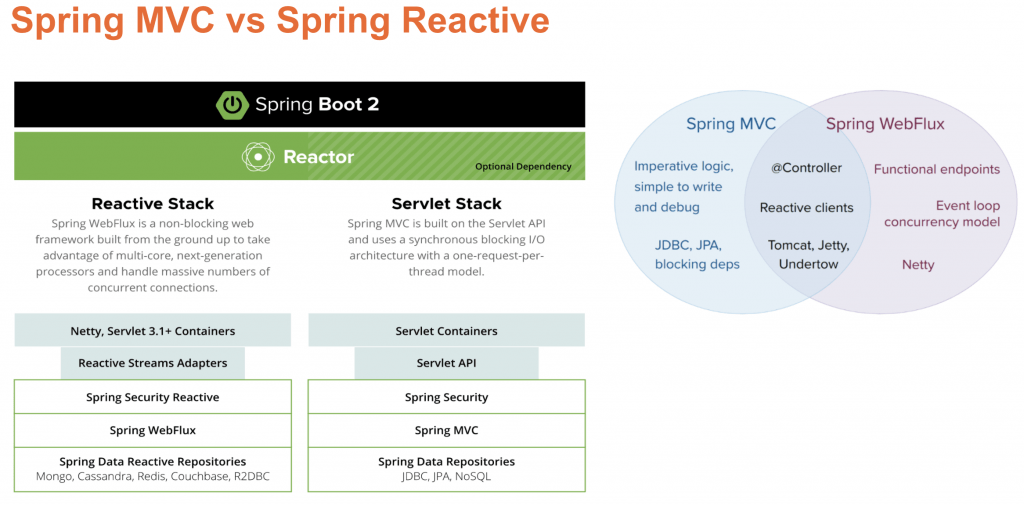 Spring MVC vs Spring Reactive
Spring Boot 2
Reactor
Optional Dependency
Reactive Stack
Spring WebFlux is a non-blocking web
framework built from the ground up to take
advantage of multi-core, next-generation
processors and handle massive numbers of
concurrent connections.
Servlet Stack
Spring MVC is built on the Servlet API
and uses a synchronous blocking I/O
architecture with a one-request-per-
thread model.
Netty, Servlet 3.1+ Containers
Reactive Streams Adapters
Spring Security Reactive
Spring WebFlux
Spring Data Reactive Repositories
Mongo, Cassandra, Redis, Couchbase, R2DBC
Servlet Containers
Servlet API
Spring Security
Spring MVC
Spring Data Repositories
JDBC, JPA, NoSQL
Spring MVC
Imperative logic,
simple to write
and debug
JDBC, JPA,
blocking deps
@Controller
Reactive clients
Tomcat, Jetty,
Undertow
Spring WebFlux
Functional endpoints
Event loop
concurrency model
Netty